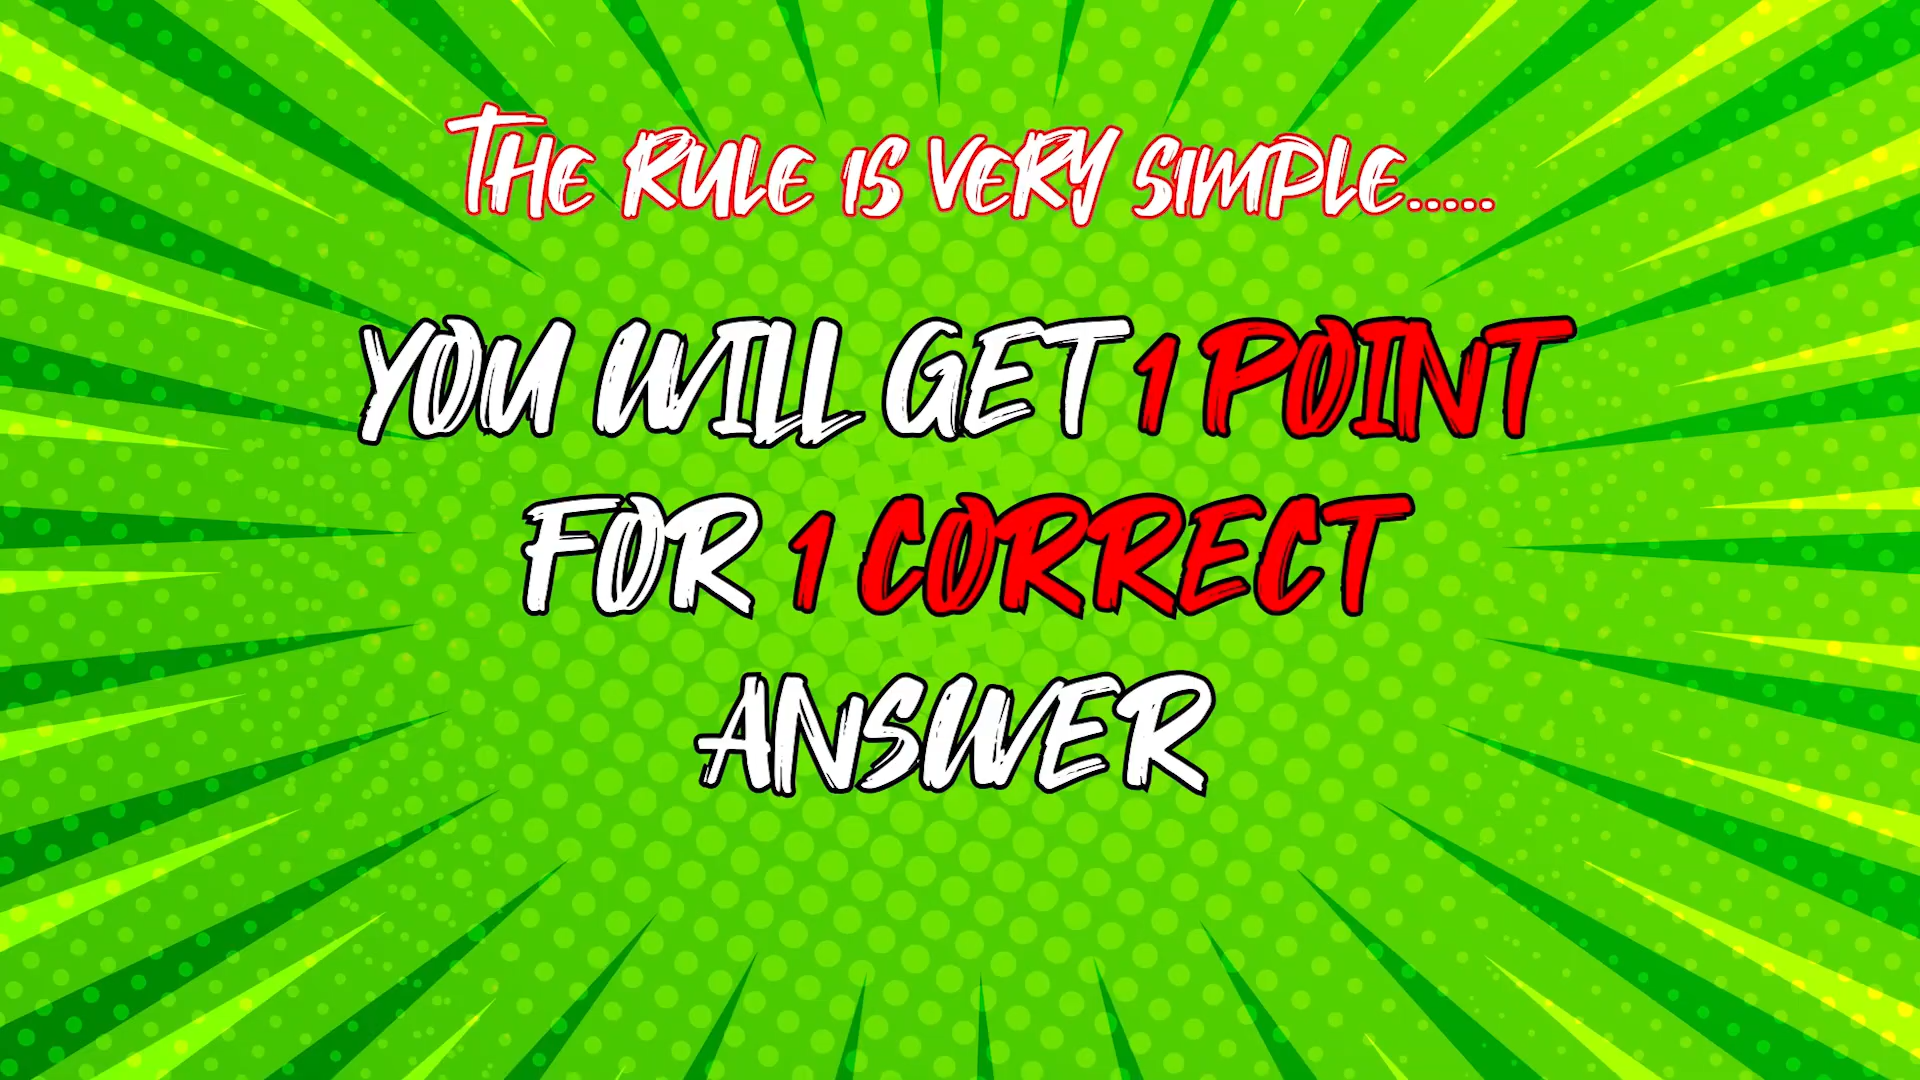 THE RULE IS VERY SIMPLE.....
YOU WILL GET 1 POINT
FOR 1 CORRECT
ANSWER